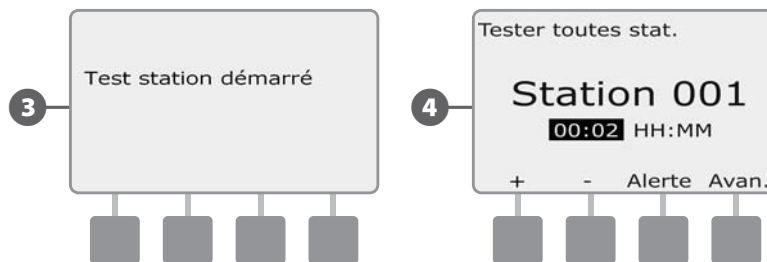 3
Test station démarré
4
Tester toutes stat.
Station 001
00:02 HH:MM
+ - Alerte Avan.